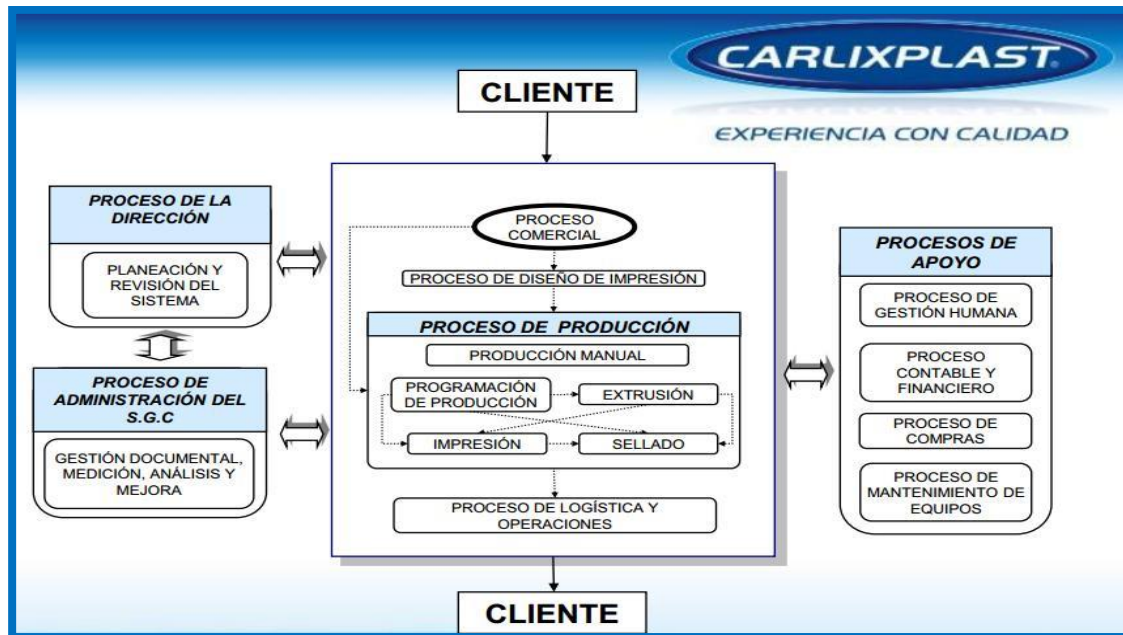 CARLIXPLAST®
EXPERIENCIA CON CALIDAD
CLIENTE
PROCESO DE LA
DIRECCIÓN
PLANEACIÓN Y
REVISIÓN DEL
SISTEMA
PROCESO DE
ADMINISTRACIÓN DEL
S.G.C
GESTIÓN DOCUMENTAL,
MEDICIÓN, ANÁLISIS Y
MEJORA
PROCESO
COMERCIAL
PROCESO DE DISEÑO DE IMPRESIÓN
PROCESO DE PRODUCCIÓN
PRODUCCIÓN MANUAL
PROGRAMACIÓN
DE PRODUCCIÓN
EXTRUSIÓN
IMPRESIÓN
SELLADO
PROCESO DE LOGÍSTICA Y
OPERACIONES
PROCESOS DE
APOYO
PROCESO DE
GESTIÓN HUMANA
PROCESO
CONTABLE Y
FINANCIERO
PROCESO DE
COMPRAS
PROCESO DE
MANTENIMIENTO DE
EQUIPOS
CLIENTE